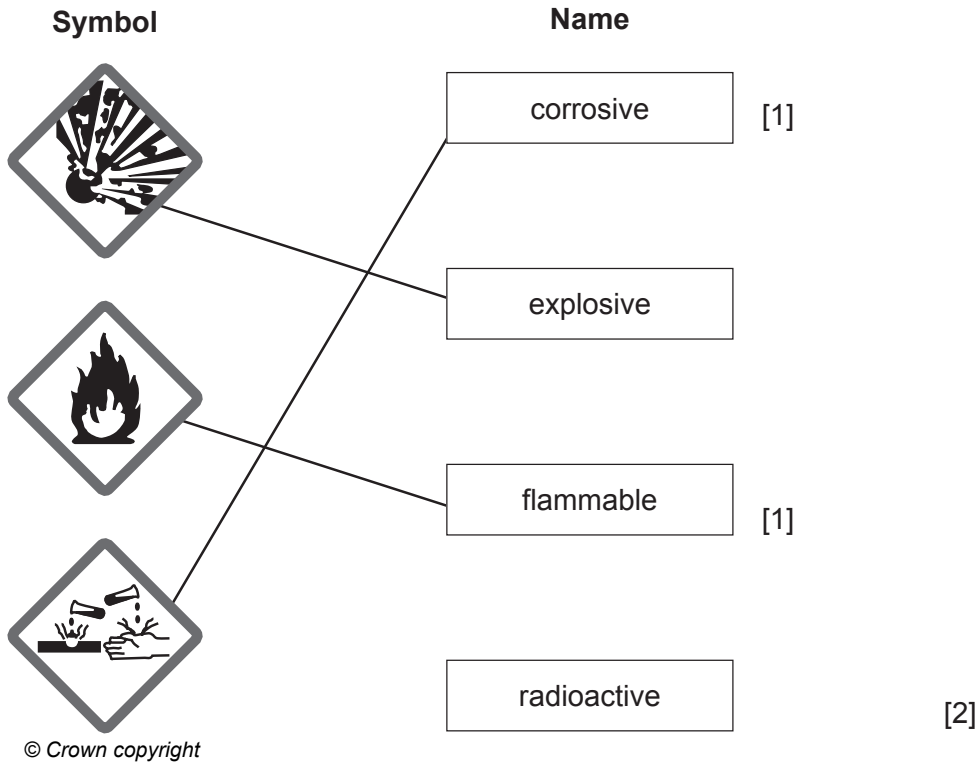 Symbol
Name
corrosive
[1]
explosive
flammable
[1]
radioactive
[2]
© Crown copyright